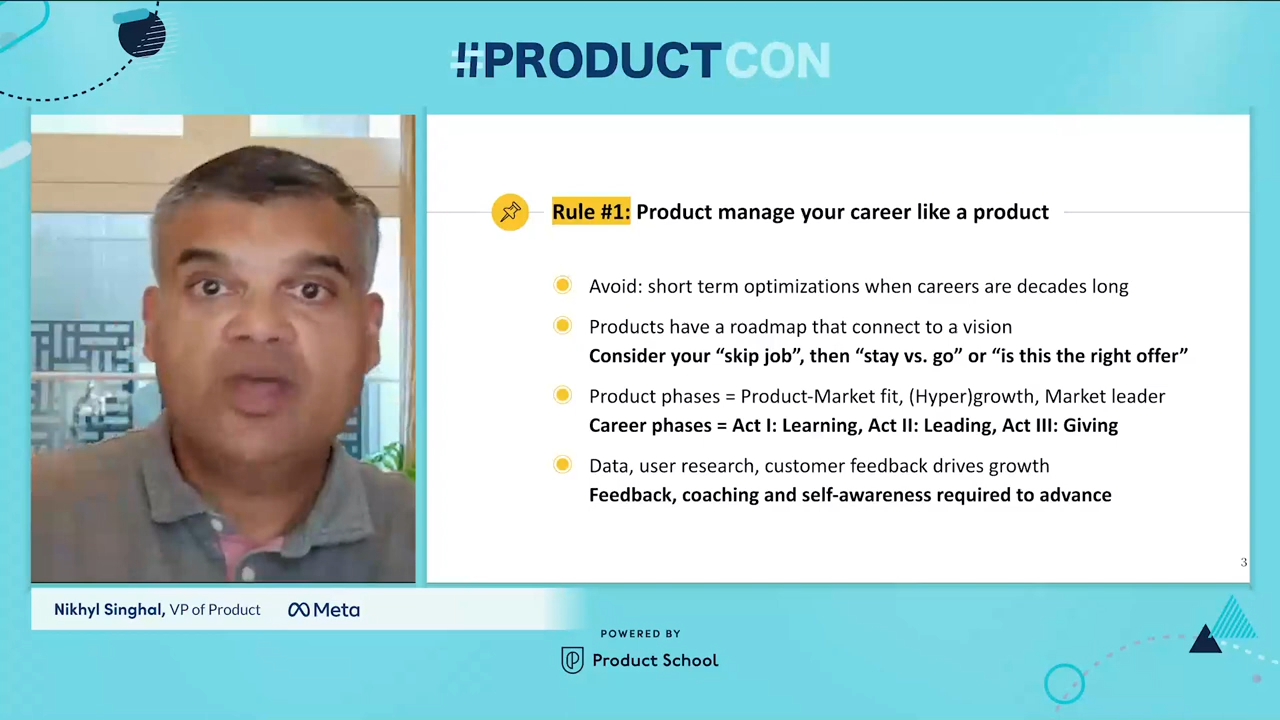 #PRODUCTCON
Rule #1: Product manage your career like a product
Avoid: short term optimizations when careers are decades long
Products have a roadmap that connect to a vision
Consider your “skip job”, then “stay vs. go” or “is this the right offer”
Product phases = Product-Market fit, (Hyper)growth, Market leader
Career phases = Act I: Learning, Act II: Leading, Act III: Giving
Data, user research, customer feedback drives growth
Feedback, coaching and self-awareness required to advance
3
Nikhyl Singhal, VP of Product Meta
POWERED BY
Product School